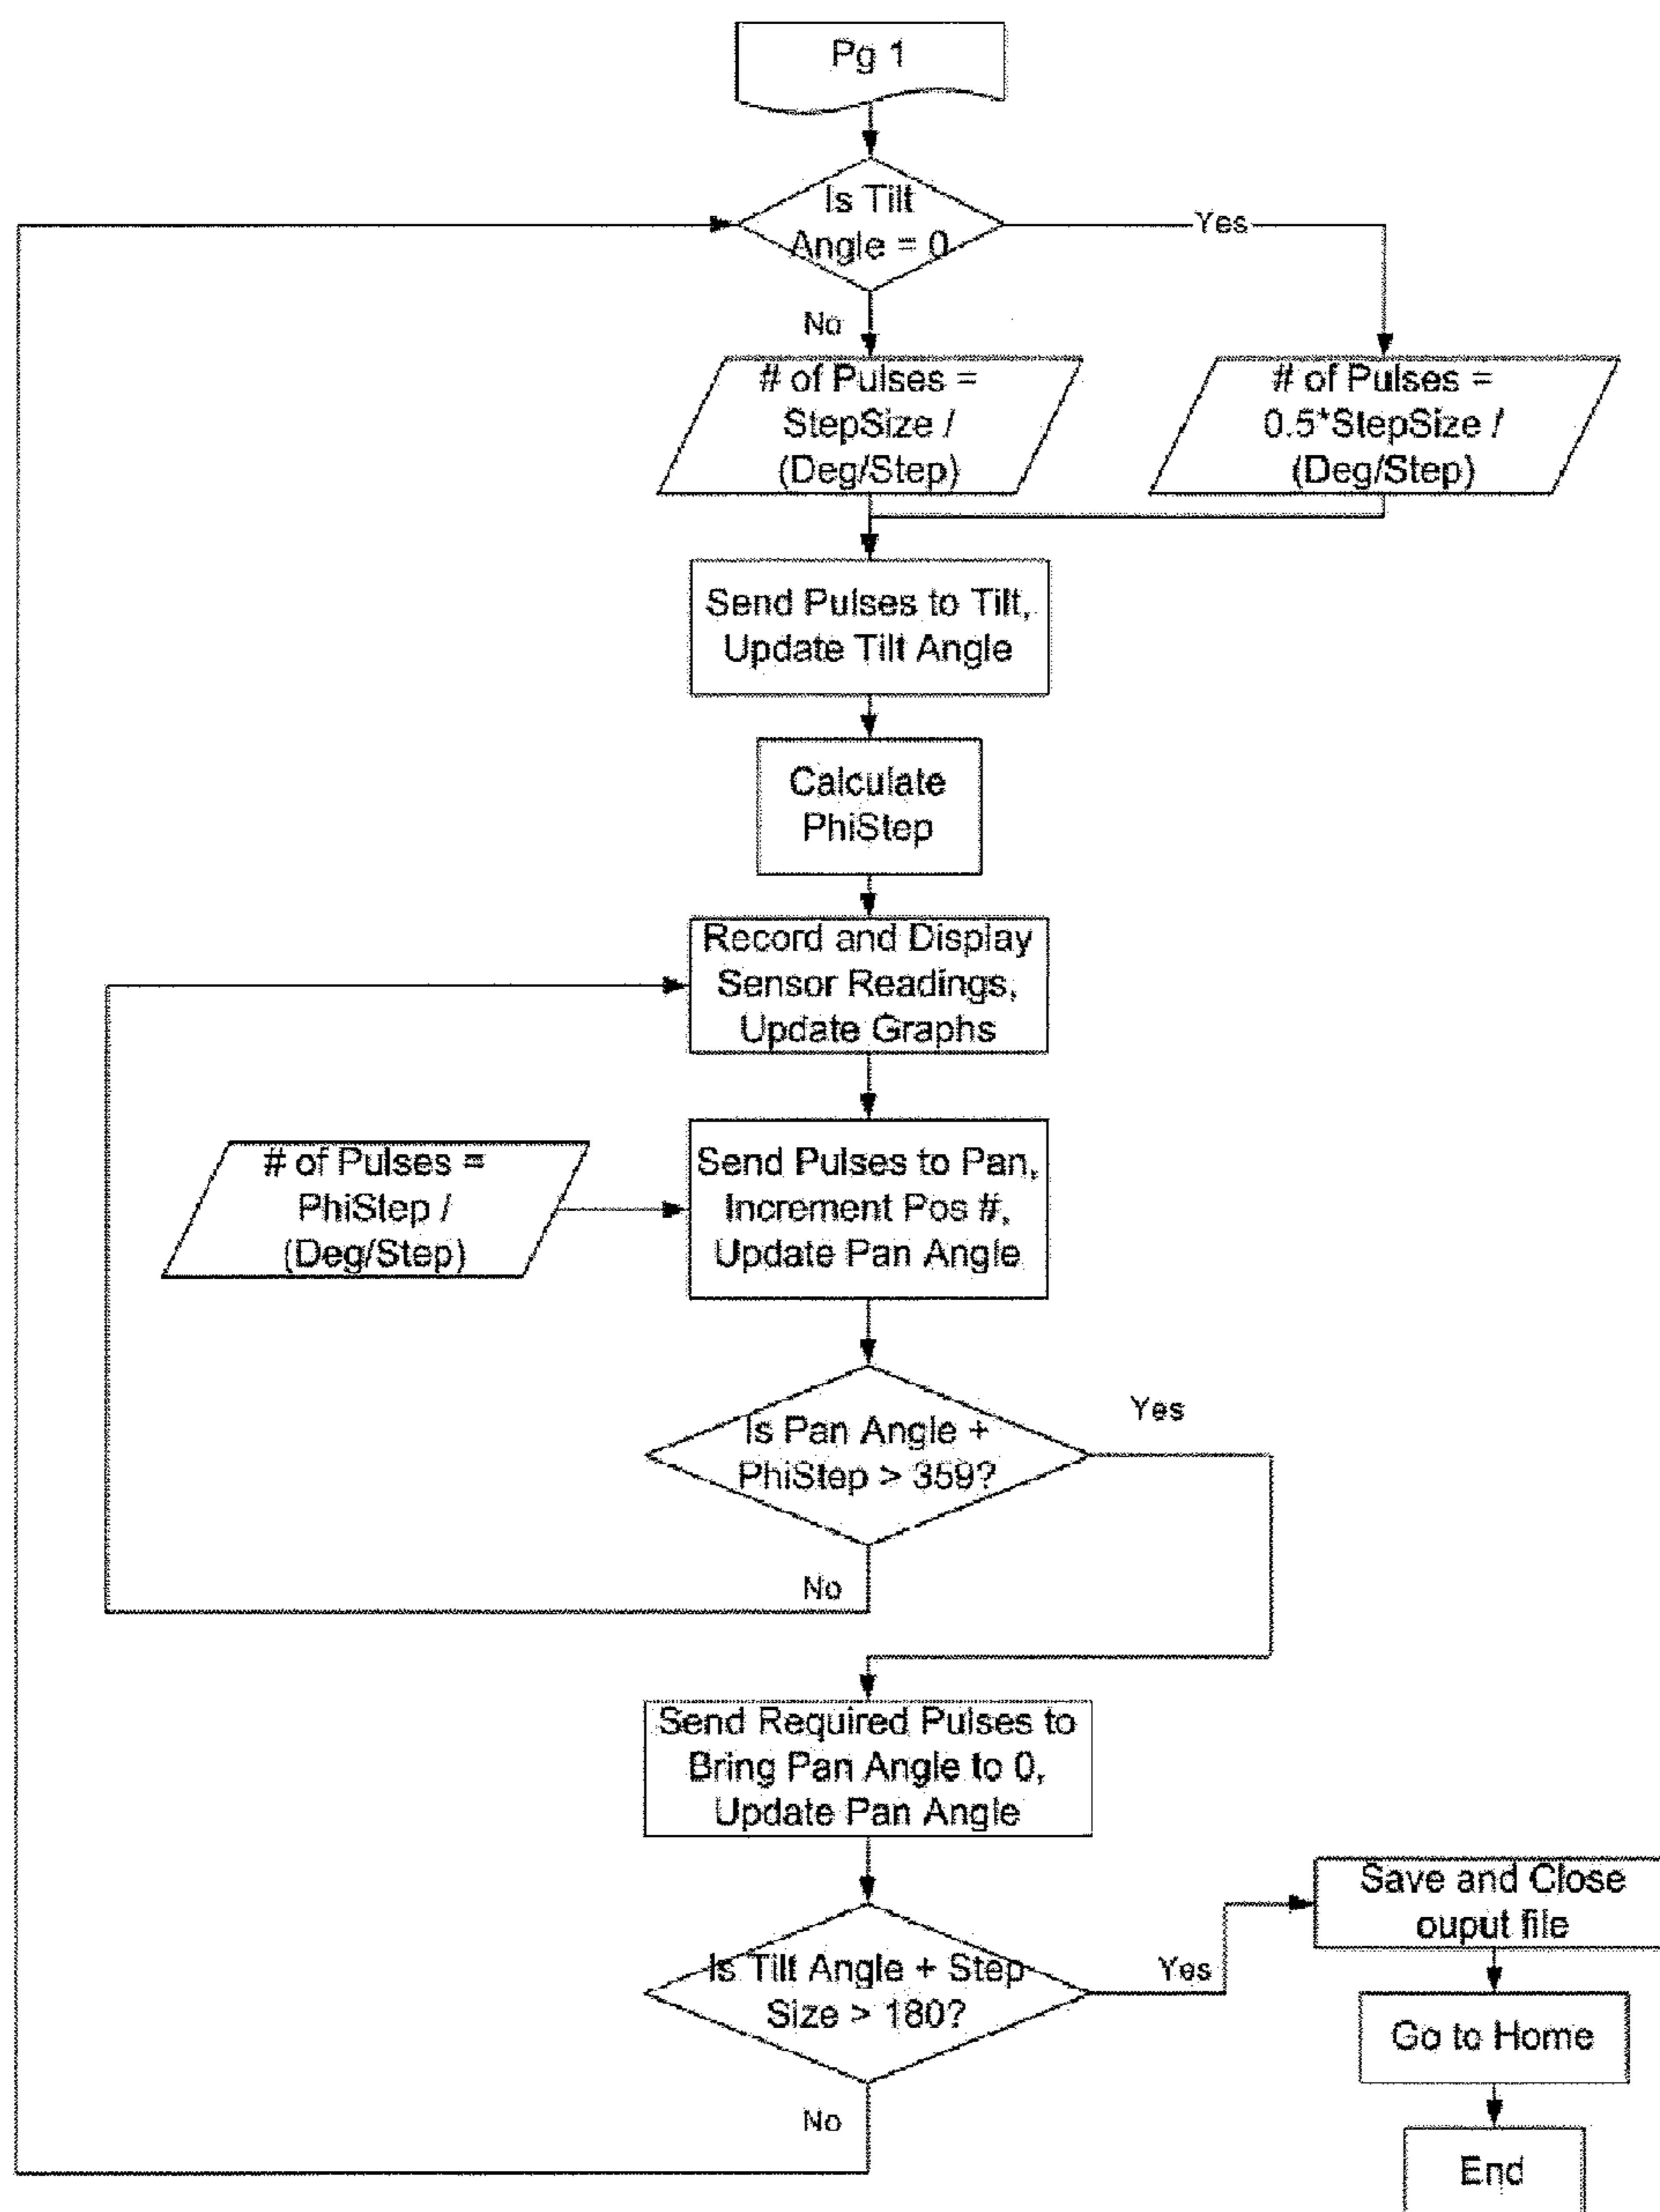 Pg 1
Is Tilt
Angle = 0
Yes
No
# of Pulses =
StepSize /
(Deg/Step)
# of Pulses =
0.5*StepSize /
(Deg/Step)
Send Pulses to Tilt,
Update Tilt Angle
Calculate
PhiStep
Record and Display
Sensor Readings,
Update Graphs
# of Pulses =
PhiStep /
(Deg/Step)
Send Pulses to Pan,
Increment Pos #,
Update Pan Angle
Is Pan Angle +
PhiStep > 359?
Yes
No
Send Required Pulses to
Bring Pan Angle to 0,
Update Pan Angle
Is Tilt Angle + Step
Size > 180?
Yes
No
Save and Close
ouput file
Go to Home
End